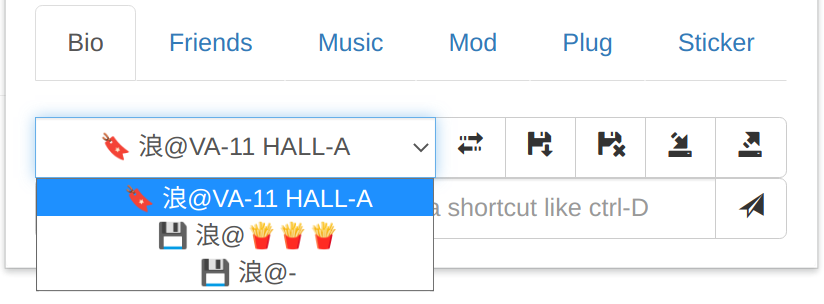 Bio Friends Music Mod Plug Sticker
🔖 浪@VA-11 HALL-A
🔖 浪@VA-11 HALL-A
a shortcut like ctrl-D
💾 浪@🍟🍟🍟
💾 浪@-